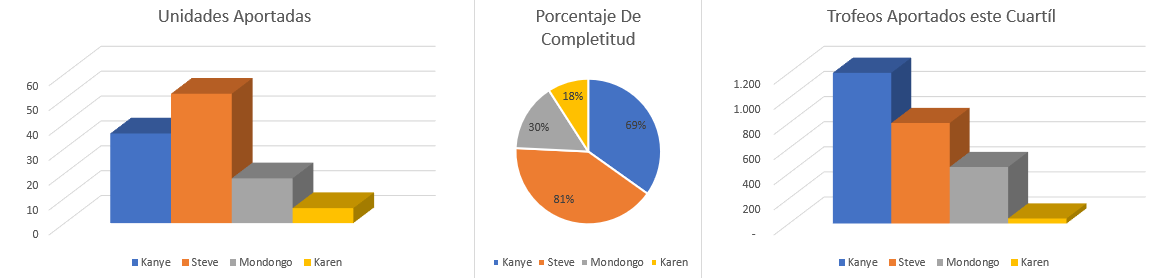 Unidades Aportadas
60
50
40
30
20
10
0
Kanye Steve Mondongo Karen
Porcentaje De
Completitud
18%
69%
30%
81%
Kanye Steve Mondongo Karen
Trofeos Aportados este Cuartíl
1.200
1.000
800
600
400
200
-
Kanye Steve Mondongo Karen